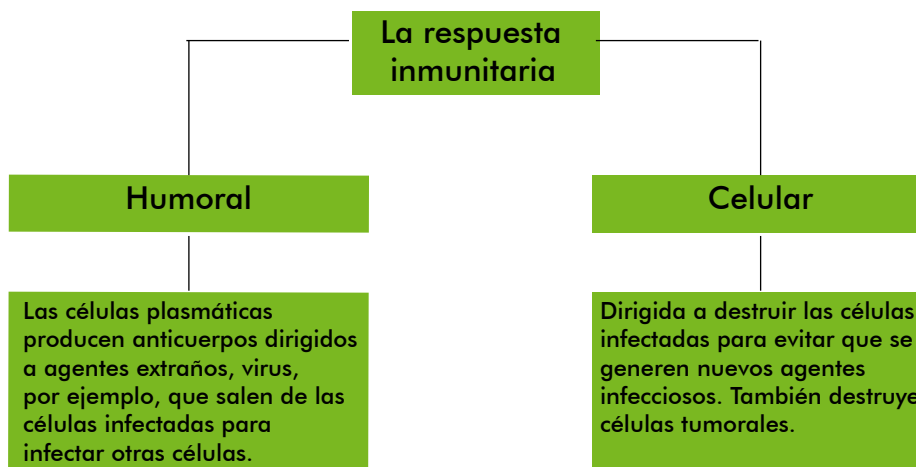 La respuesta
inmunitaria
Humoral
Celular
Las células plasmáticas
producen anticuerpos dirigidos
a agentes extraños, virus,
por ejemplo, que salen de las
células infectadas para
infectar otras células.
Dirigida a destruir las células
infectadas para evitar que se
generen nuevos agentes
infecciosos. También destruye
células tumorales.